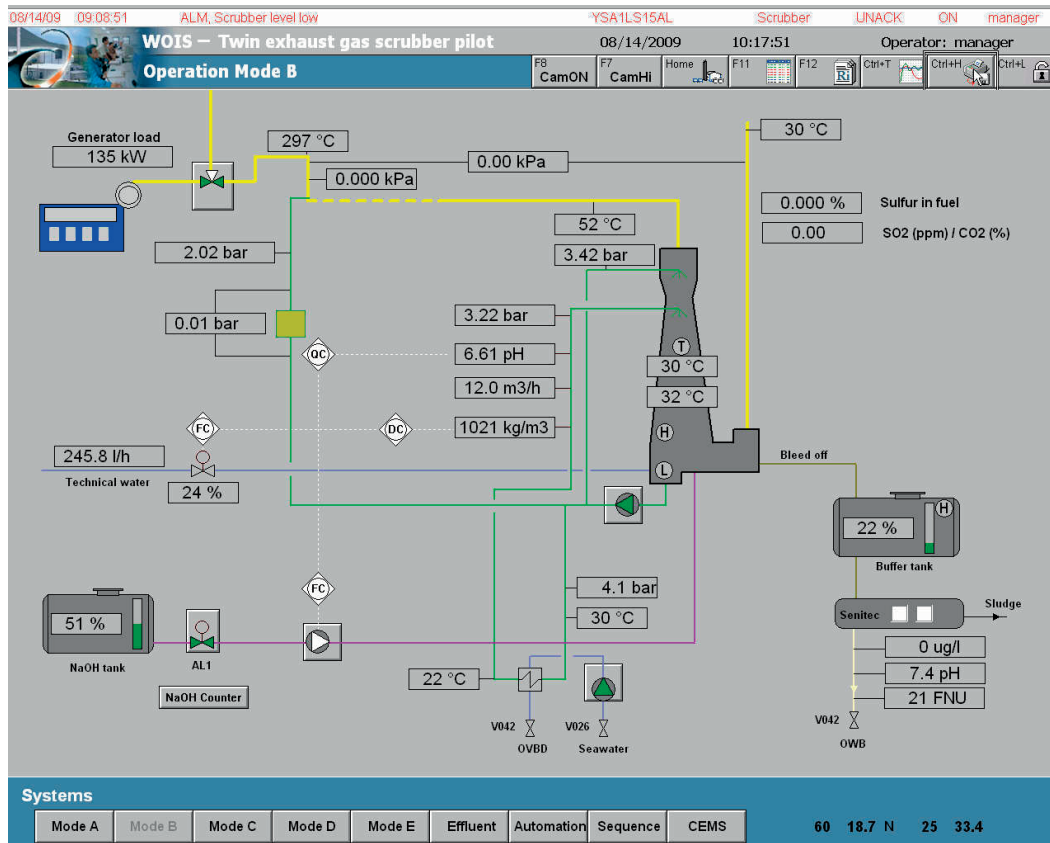 08/14/09 09:08:51 ALM, Scrubber level low YSA1LS15AL Scrubber UNACK ON manager
WOIS – Twin exhaust gas scrubber pilot 08/14/2009 10:17:51 Operator: manager
Operation Mode B
F8 CamON
F7 CamHi
Home
F11
F12 Ri
Ctrl+T
Ctrl+H
Ctrl+L
Generator load
135 kW
297 °C
0.00 kPa
30 °C
0.000 kPa
0.000 % Sulfur in fuel
0.00 SO2 (ppm) / CO2 (%)
52 °C
2.02 bar
3.42 bar
0.01 bar
3.22 bar
QC
6.61 pH
T
30 °C
12.0 m3/h
32 °C
FC
DC
1021 kg/m3
H
245.8 l/h
L
Bleed off
Technical water
24 %
22 %
H
Buffer tank
FC
4.1 bar
30 °C
51 %
Senitec
Sludge
NaOH tank
AL1
0 ug/l
22 °C
7.4 pH
NaOH Counter
21 FNU
V042
V026
V042
OVBD
Seawater
OWB
Systems
Mode A
Mode B
Mode C
Mode D
Mode E
Effluent
Automation
Sequence
CEMS
60 18.7 N 25 33.4